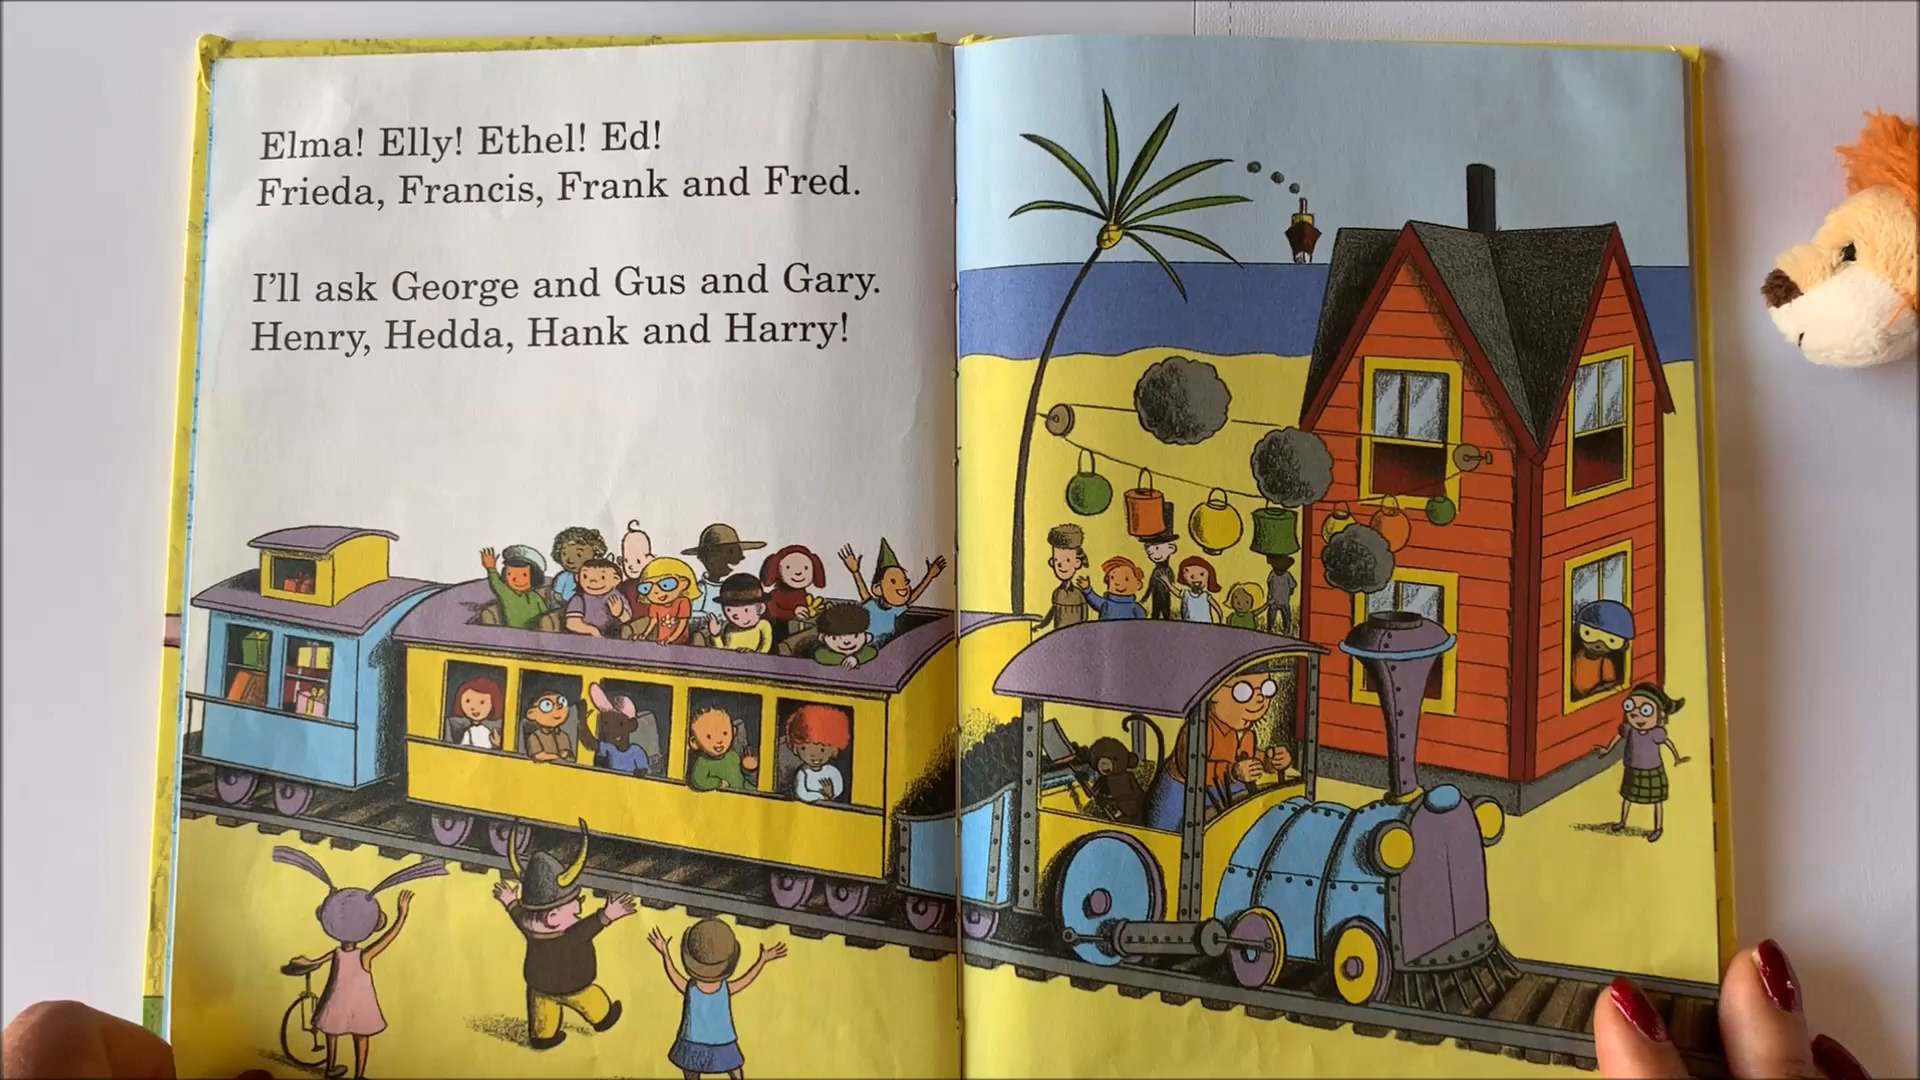 Elma! Elly! Ethel! Ed!
Frieda, Francis, Frank and Fred.
I'll ask George and Gus and Gary.
Henry, Hedda, Hank and Harry!